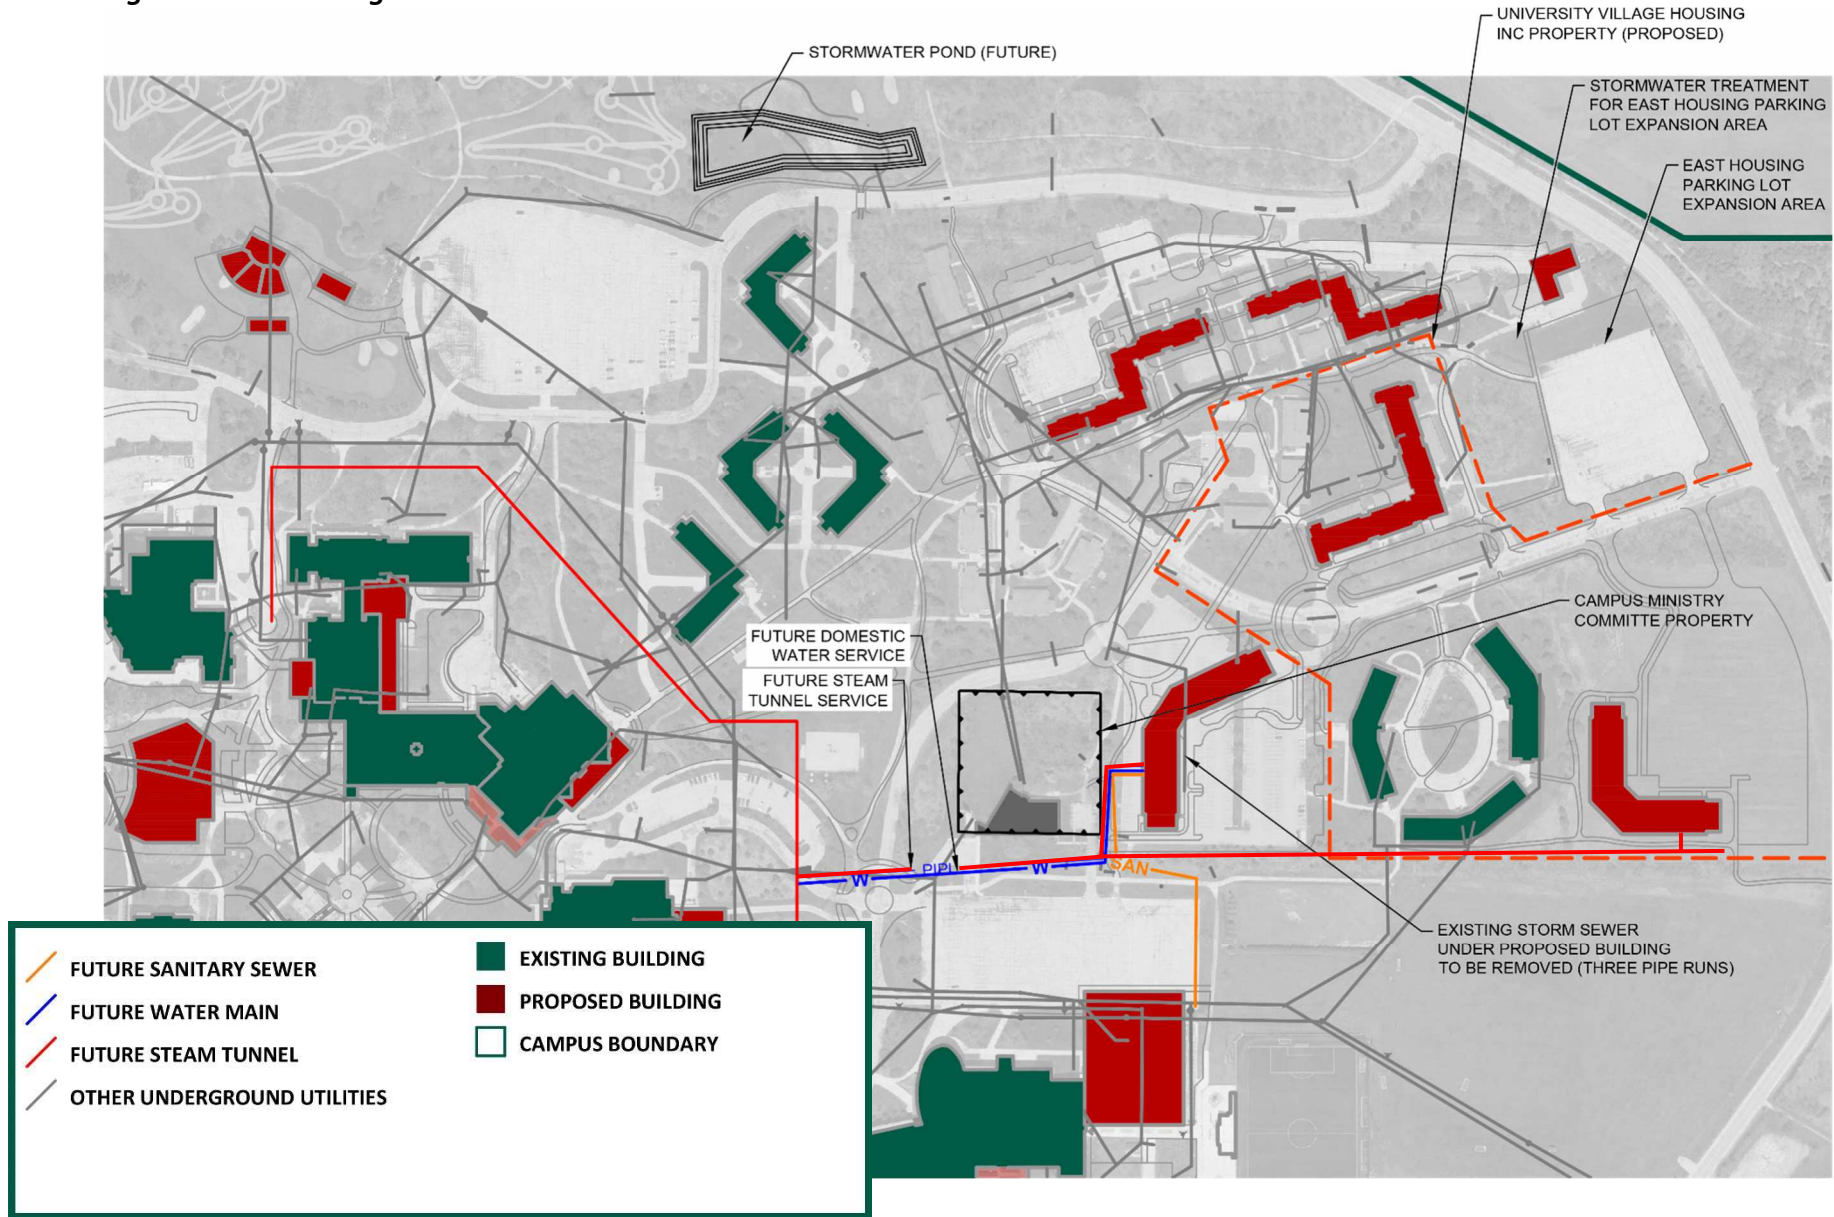 STORMWATER POND (FUTURE)
UNIVERSITY VILLAGE HOUSING
INC PROPERTY (PROPOSED)
STORMWATER TREATMENT
FOR EAST HOUSING PARKING
LOT EXPANSION AREA
EAST HOUSING
PARKING LOT
EXPANSION AREA
CAMPUS MINISTRY
COMMITTE PROPERTY
FUTURE DOMESTIC
WATER SERVICE
FUTURE STEAM
TUNNEL SERVICE
W
W
SAN
EXISTING STORM SEWER
UNDER PROPOSED BUILDING
TO BE REMOVED (THREE PIPE RUNS)
FUTURE SANITARY SEWER
FUTURE WATER MAIN
FUTURE STEAM TUNNEL
OTHER UNDERGROUND UTILITIES
EXISTING BUILDING
PROPOSED BUILDING
CAMPUS BOUNDARY